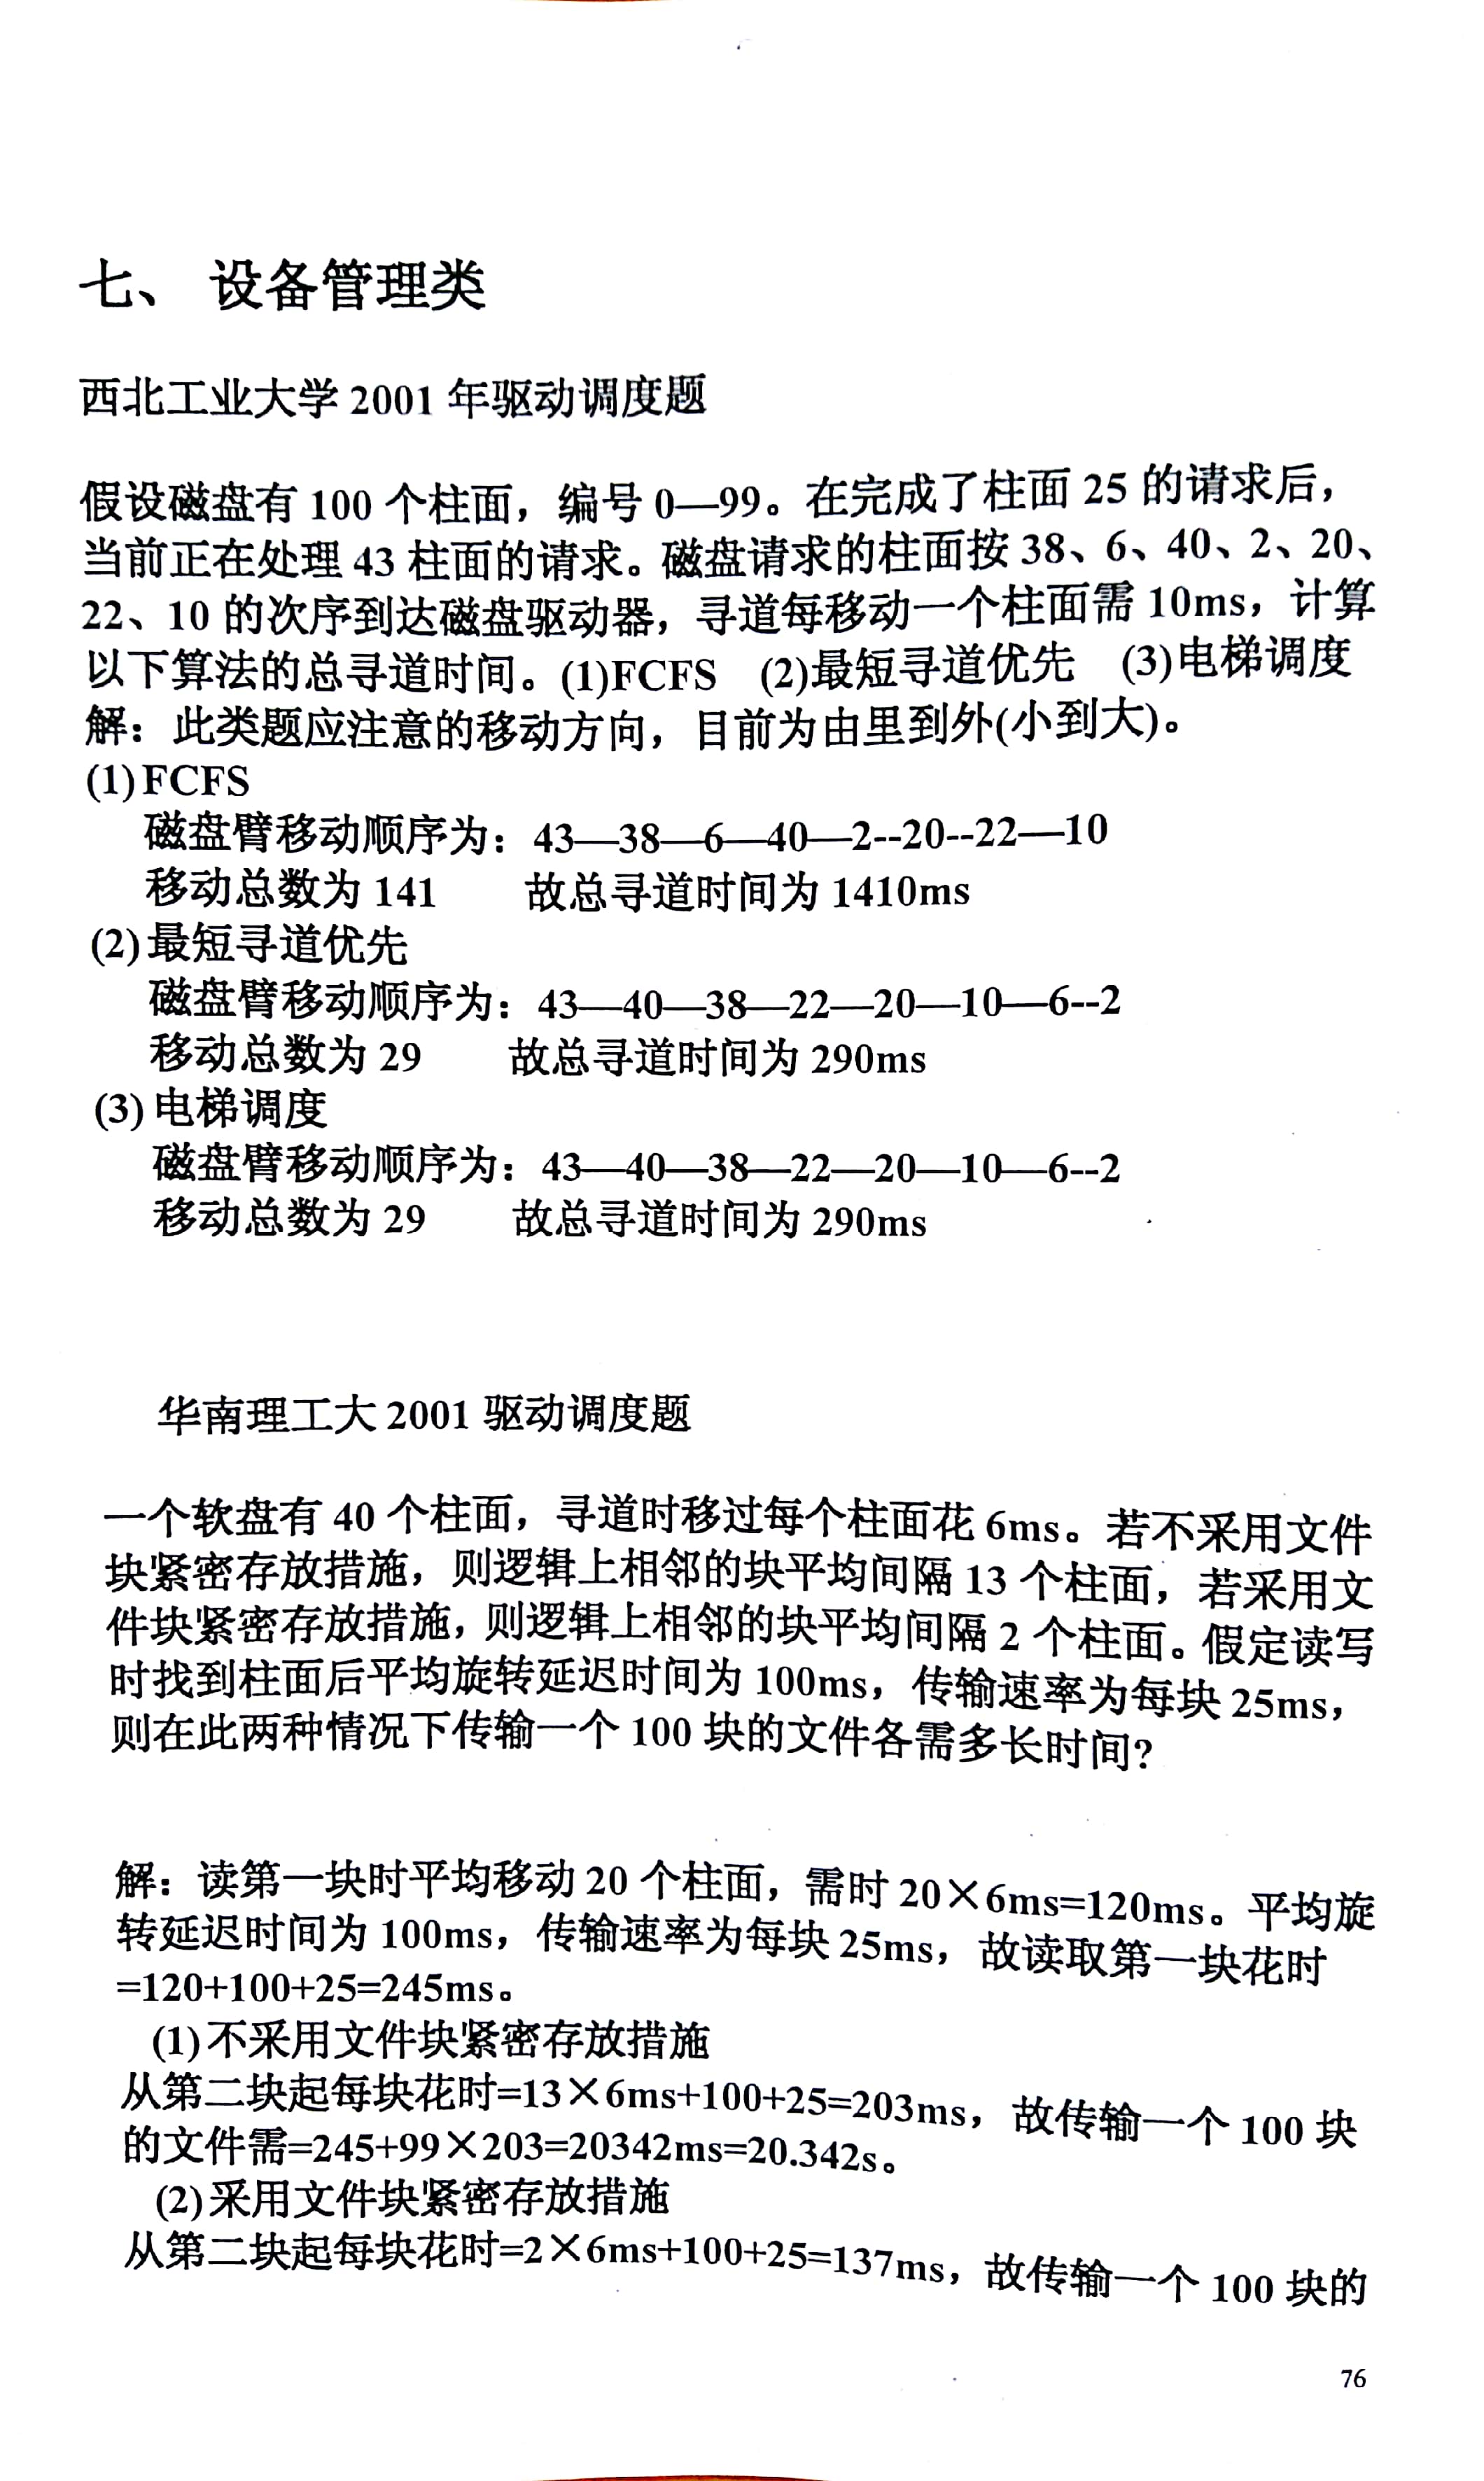 七、 设备管理类
西北工业大学 2001 年驱动调度题
假设磁盘有 100 个柱面，编号 0—99。在完成了柱面 25 的请求后，
当前正在处理 43 柱面的请求。磁盘请求的柱面按 38、6、40、2、20、
22、10 的次序到达磁盘驱动器，寻道每移动一个柱面需 10ms，计算
以下算法的总寻道时间。(1)FCFS (2)最短寻道优先 (3)电梯调度
解：此类题应注意的移动方向，目前为由里到外(小到大)。
(1)FCFS
磁盘臂移动顺序为：43—38—6—40—2--20--22—10
移动总数为 141 故总寻道时间为 1410ms
(2)最短寻道优先
磁盘臂移动顺序为：43—40—38—22—20—10—6--2
移动总数为 29 故总寻道时间为 290ms
(3)电梯调度
磁盘臂移动顺序为：43—40—38—22—20—10—6--2
移动总数为 29 故总寻道时间为 290ms
华南理工大 2001 驱动调度题
一个软盘有 40 个柱面，寻道时移过每个柱面花 6ms。若不采用文件
块紧密存放措施，则逻辑上相邻的块平均间隔 13 个柱面，若采用文
件块紧密存放措施，则逻辑上相邻的块平均间隔 2 个柱面。假定读写
时找到柱面后平均旋转延迟时间为 100ms，传输速率为每块 25ms，
则在此两种情况下传输一个 100 块的文件各需多长时间?
解：读第一块时平均移动 20 个柱面，需时 20×6ms=120ms。平均旋
转延迟时间为 100ms，传输速率为每块 25ms，故读取第一块花时
=120+100+25=245ms。
(1)不采用文件块紧密存放措施
从第二块起每块花时=13×6ms+100+25=203ms，故传输一个 100 块
的文件需=245+99×203=20342ms=20.342s。
(2)采用文件块紧密存放措施
从第二块起每块花时=2×6ms+100+25=137ms，故传输一个 100 块的
76